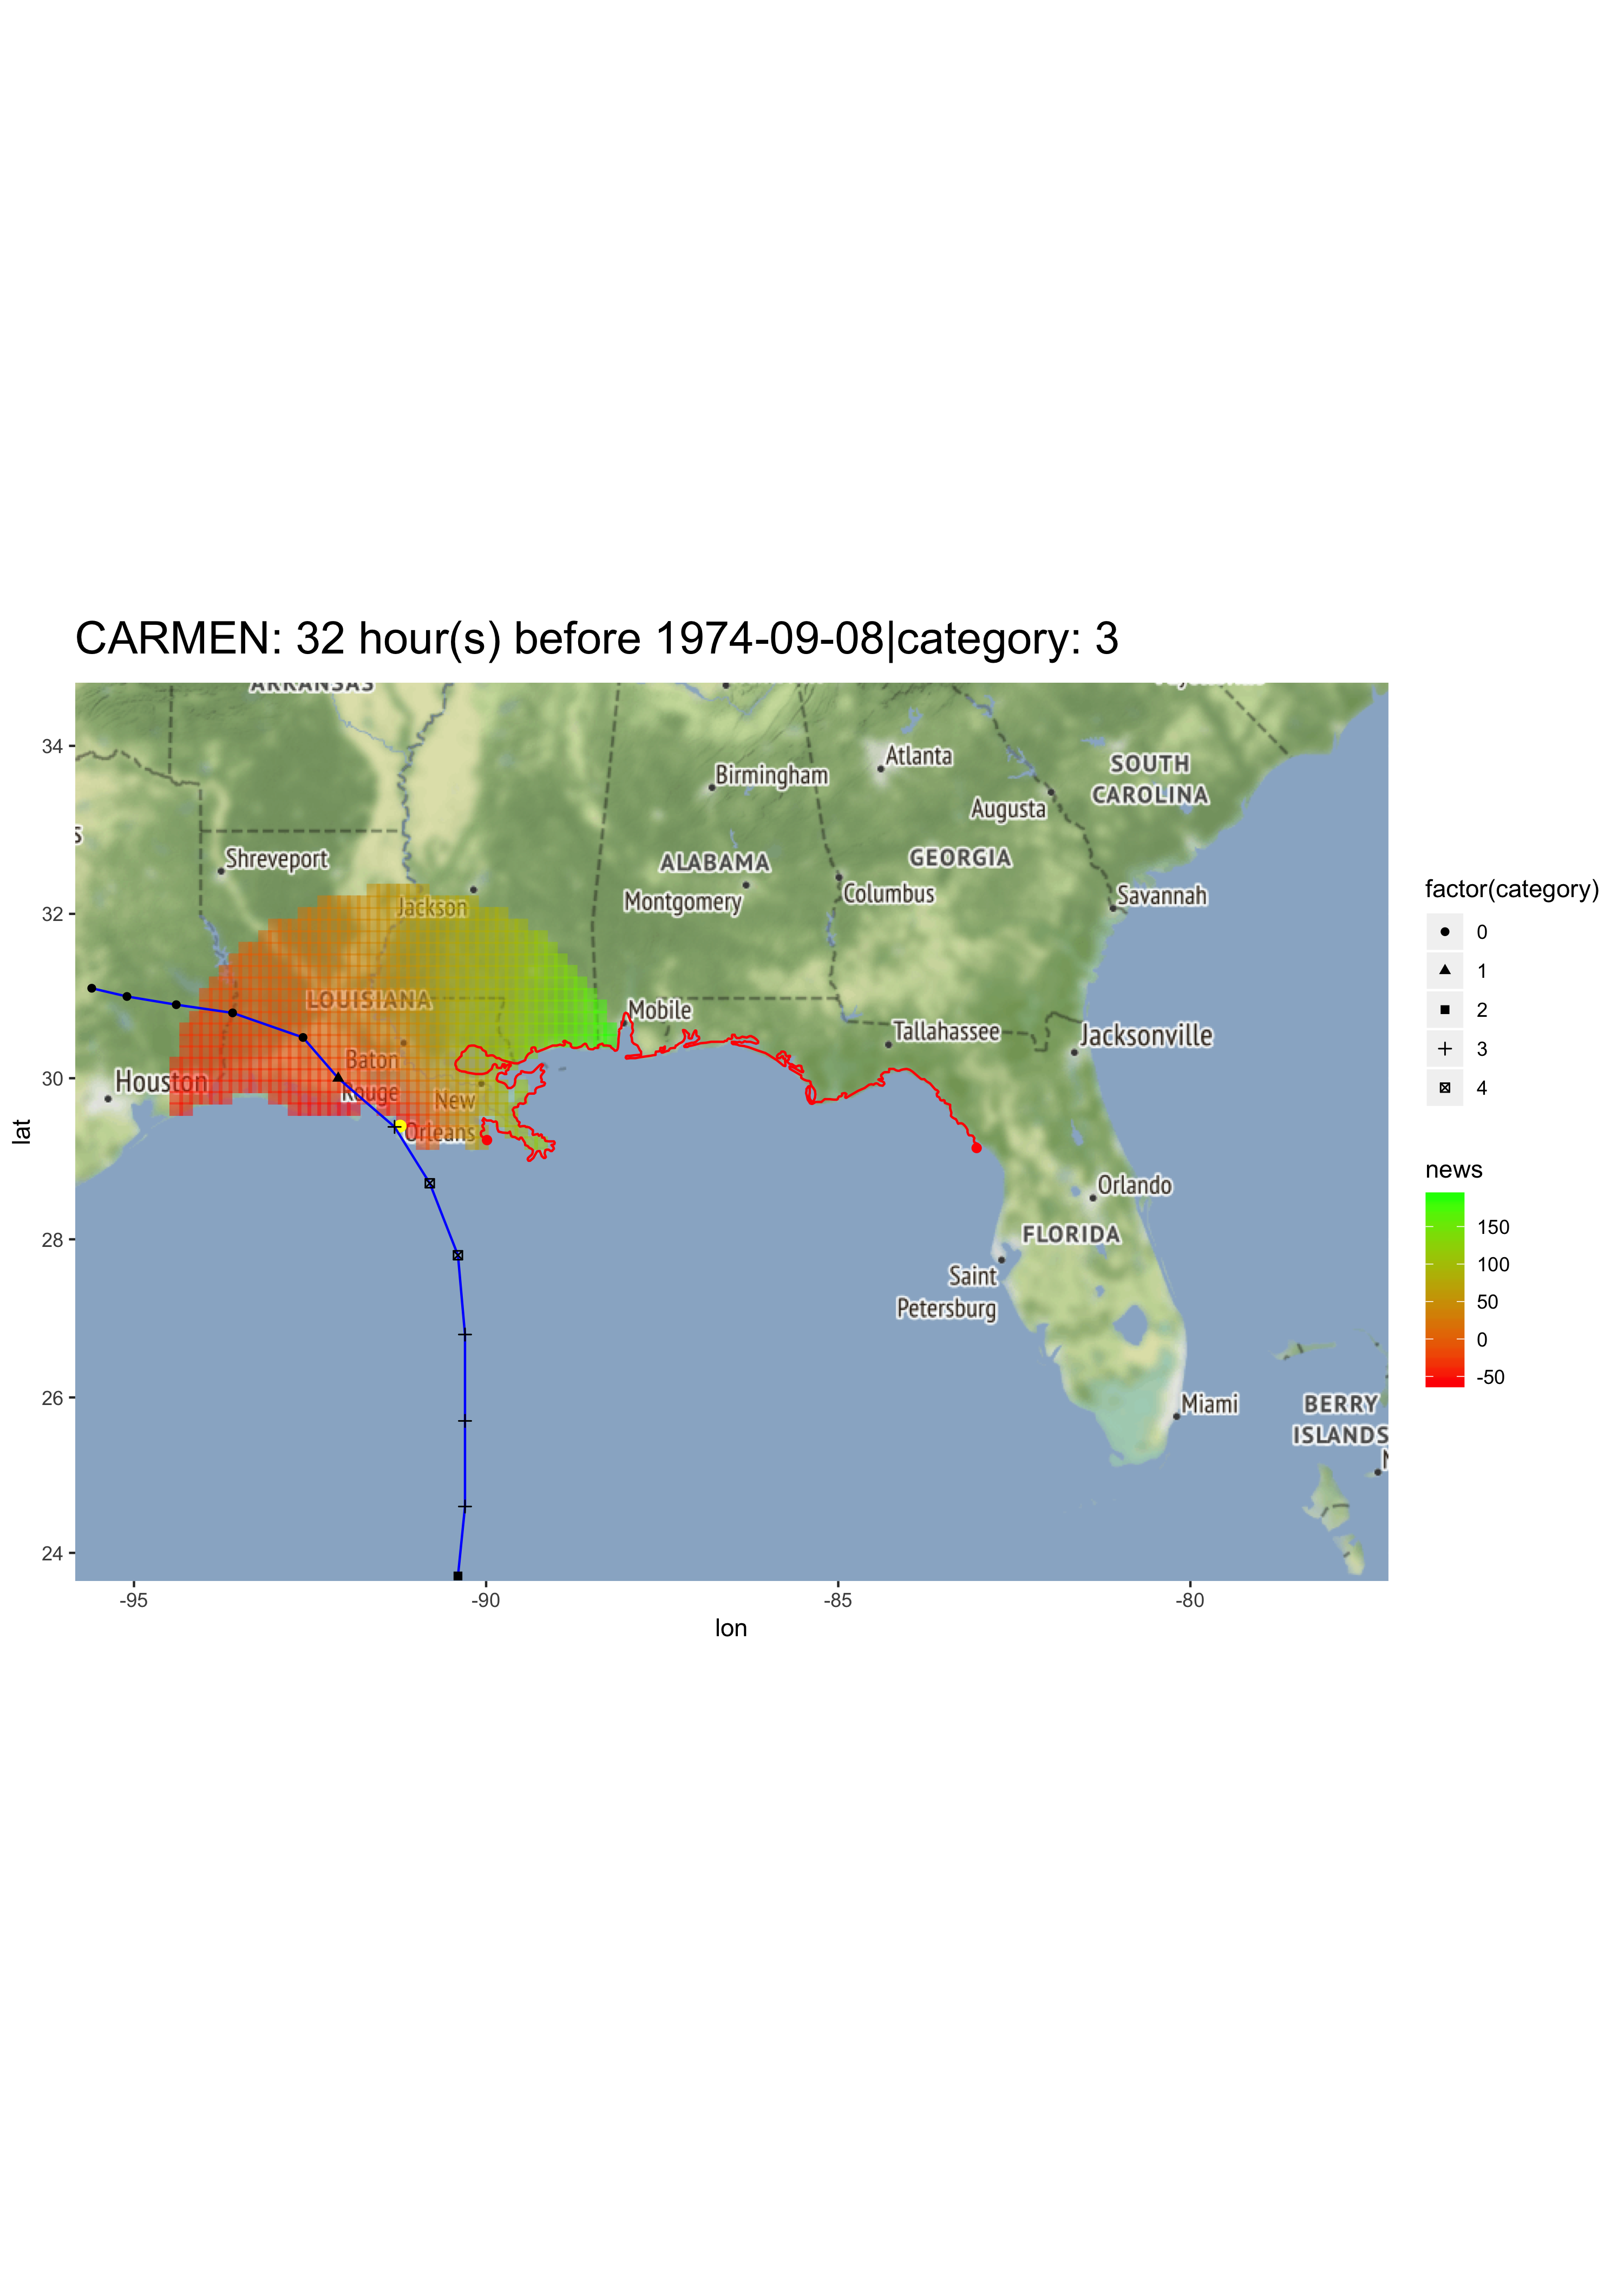 CARMEN: 32 hour(s) before 1974-09-08|category: 3
ARKANSAS
Atlanta
Birmingham
SOUTH
CAROLINA
Augusta
S
Shreveport
ALABAMA
GEORGIA
Montgomery
Columbus
Savannah
Jackson
LOUISIANA
Mobile
Tallahassee
Jacksonville
Baton
Rouge
Houston
New
Orleans
Orlando
FLORIDA
Saint
Petersburg
Miami
BERRY
ISLANDS
N
34
32
30
28
26
24
lat
-95
-90
-85
-80
lon
factor(category)
0
1
2
3
4
news
150
100
50
0
-50